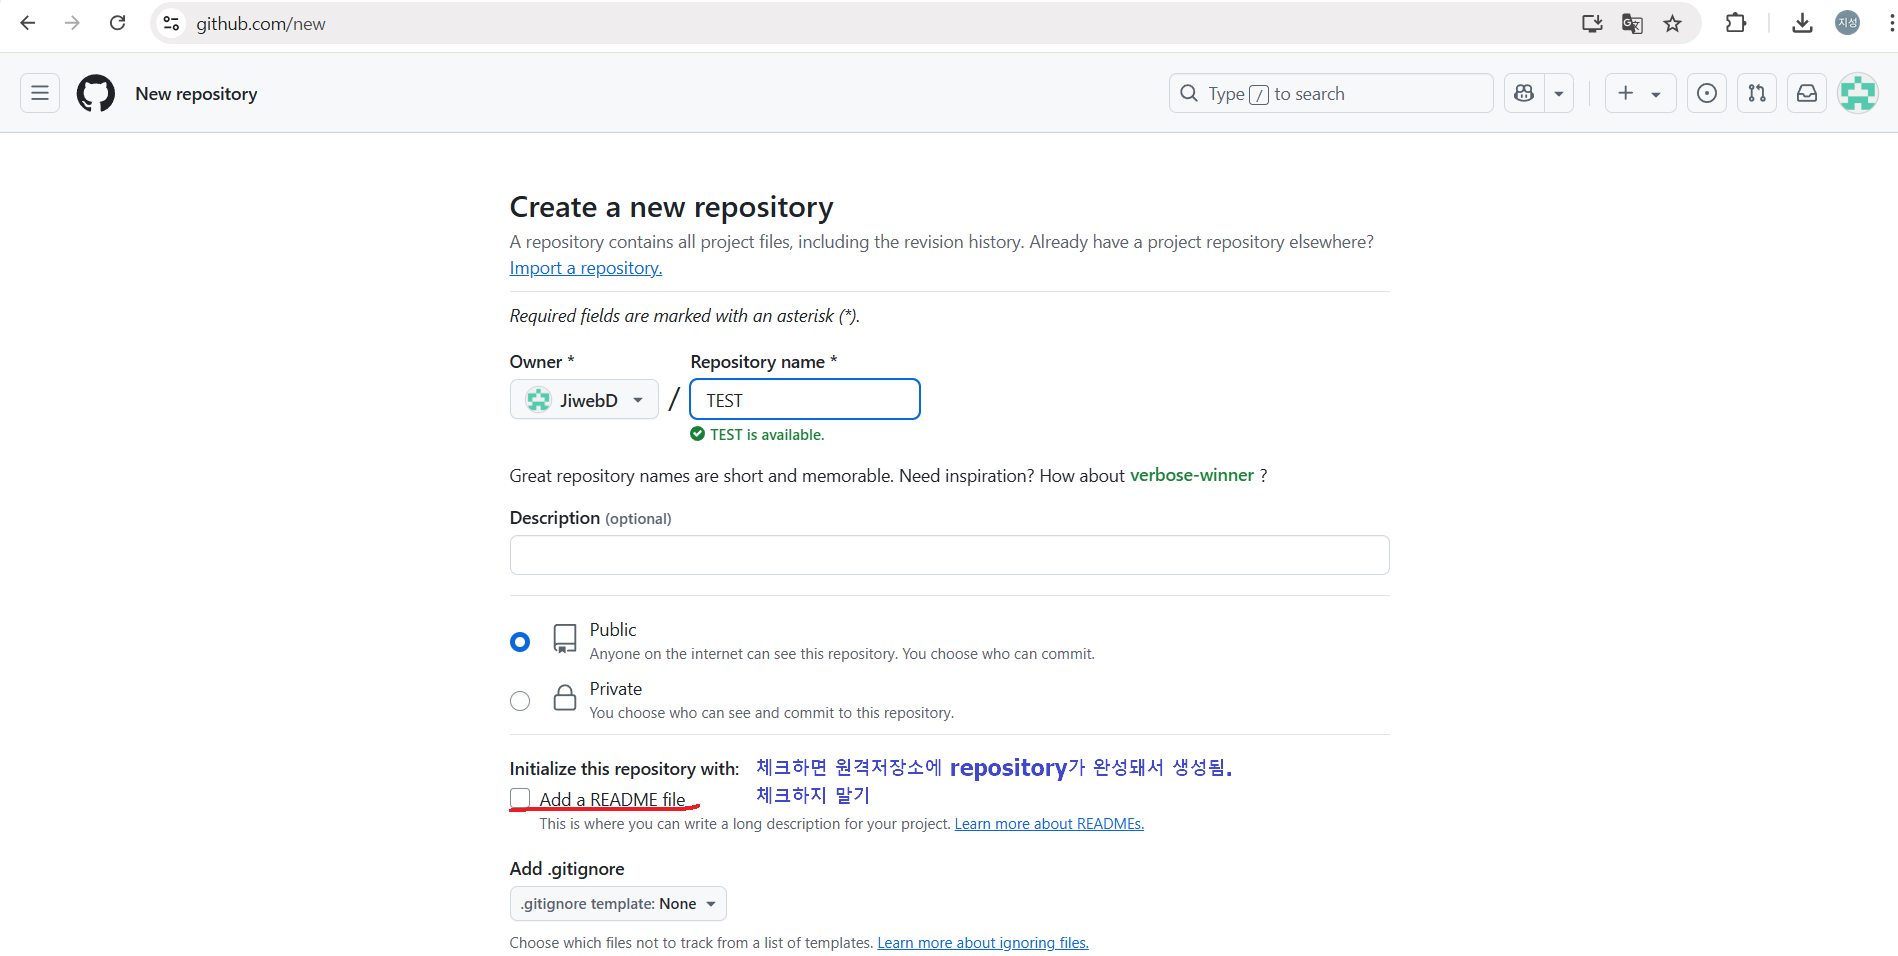 github.com/new
지성
New repository
Type / to search
Create a new repository
A repository contains all project files, including the revision history. Already have a project repository elsewhere?
Import a repository.
Required fields are marked with an asterisk (*).
Owner *
Repository name *
JiwebD
/
TEST
TEST is available.
Great repository names are short and memorable. Need inspiration? How about verbose-winner ?
Description (optional)
Public
Anyone on the internet can see this repository. You choose who can commit.
Private
You choose who can see and commit to this repository.
Initialize this repository with:
체크하면 원격저장소에 repository가 완성돼서 생성됨.
Add a README file
체크하지 말기
This is where you can write a long description for your project. Learn more about READMEs.
Add .gitignore
.gitignore template: None
Choose which files not to track from a list of templates. Learn more about ignoring files.